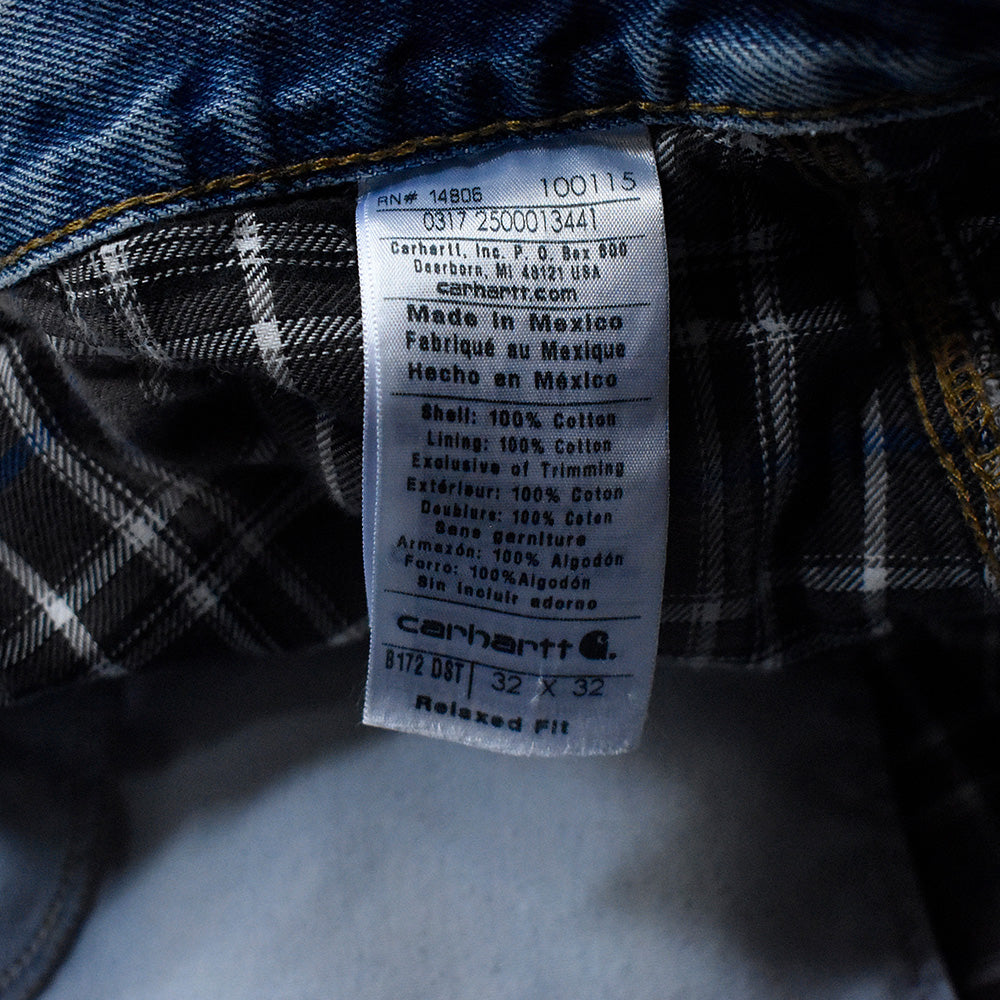 RN# 14806 100115
0317 2500013441
Carhartt, Inc. P. O. Box 600
Dearborn, MI 48121 USA
carhartt.com
Made in Mexico
Fabriqué au Mexique
Hecho en México
Shell: 100% Cotton
Lining: 100% Cotton
Exclusive of Trimming
Extérieur: 100% Coton
Doublure: 100% Coton
Sans garniture
Armazón: 100% Algodón
Forro: 100%Algodón
Sin incluir adorno
carhartt
B172 DST 32 X 32
Relaxed Fit